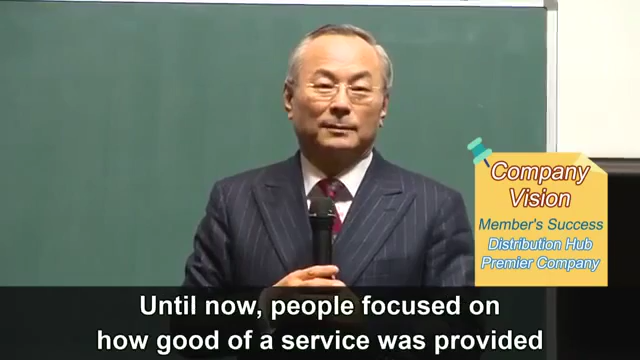 Company
Vision
Member's Success
Distribution Hub
Premier Company
Until now, people focused on
how good of a service was provided